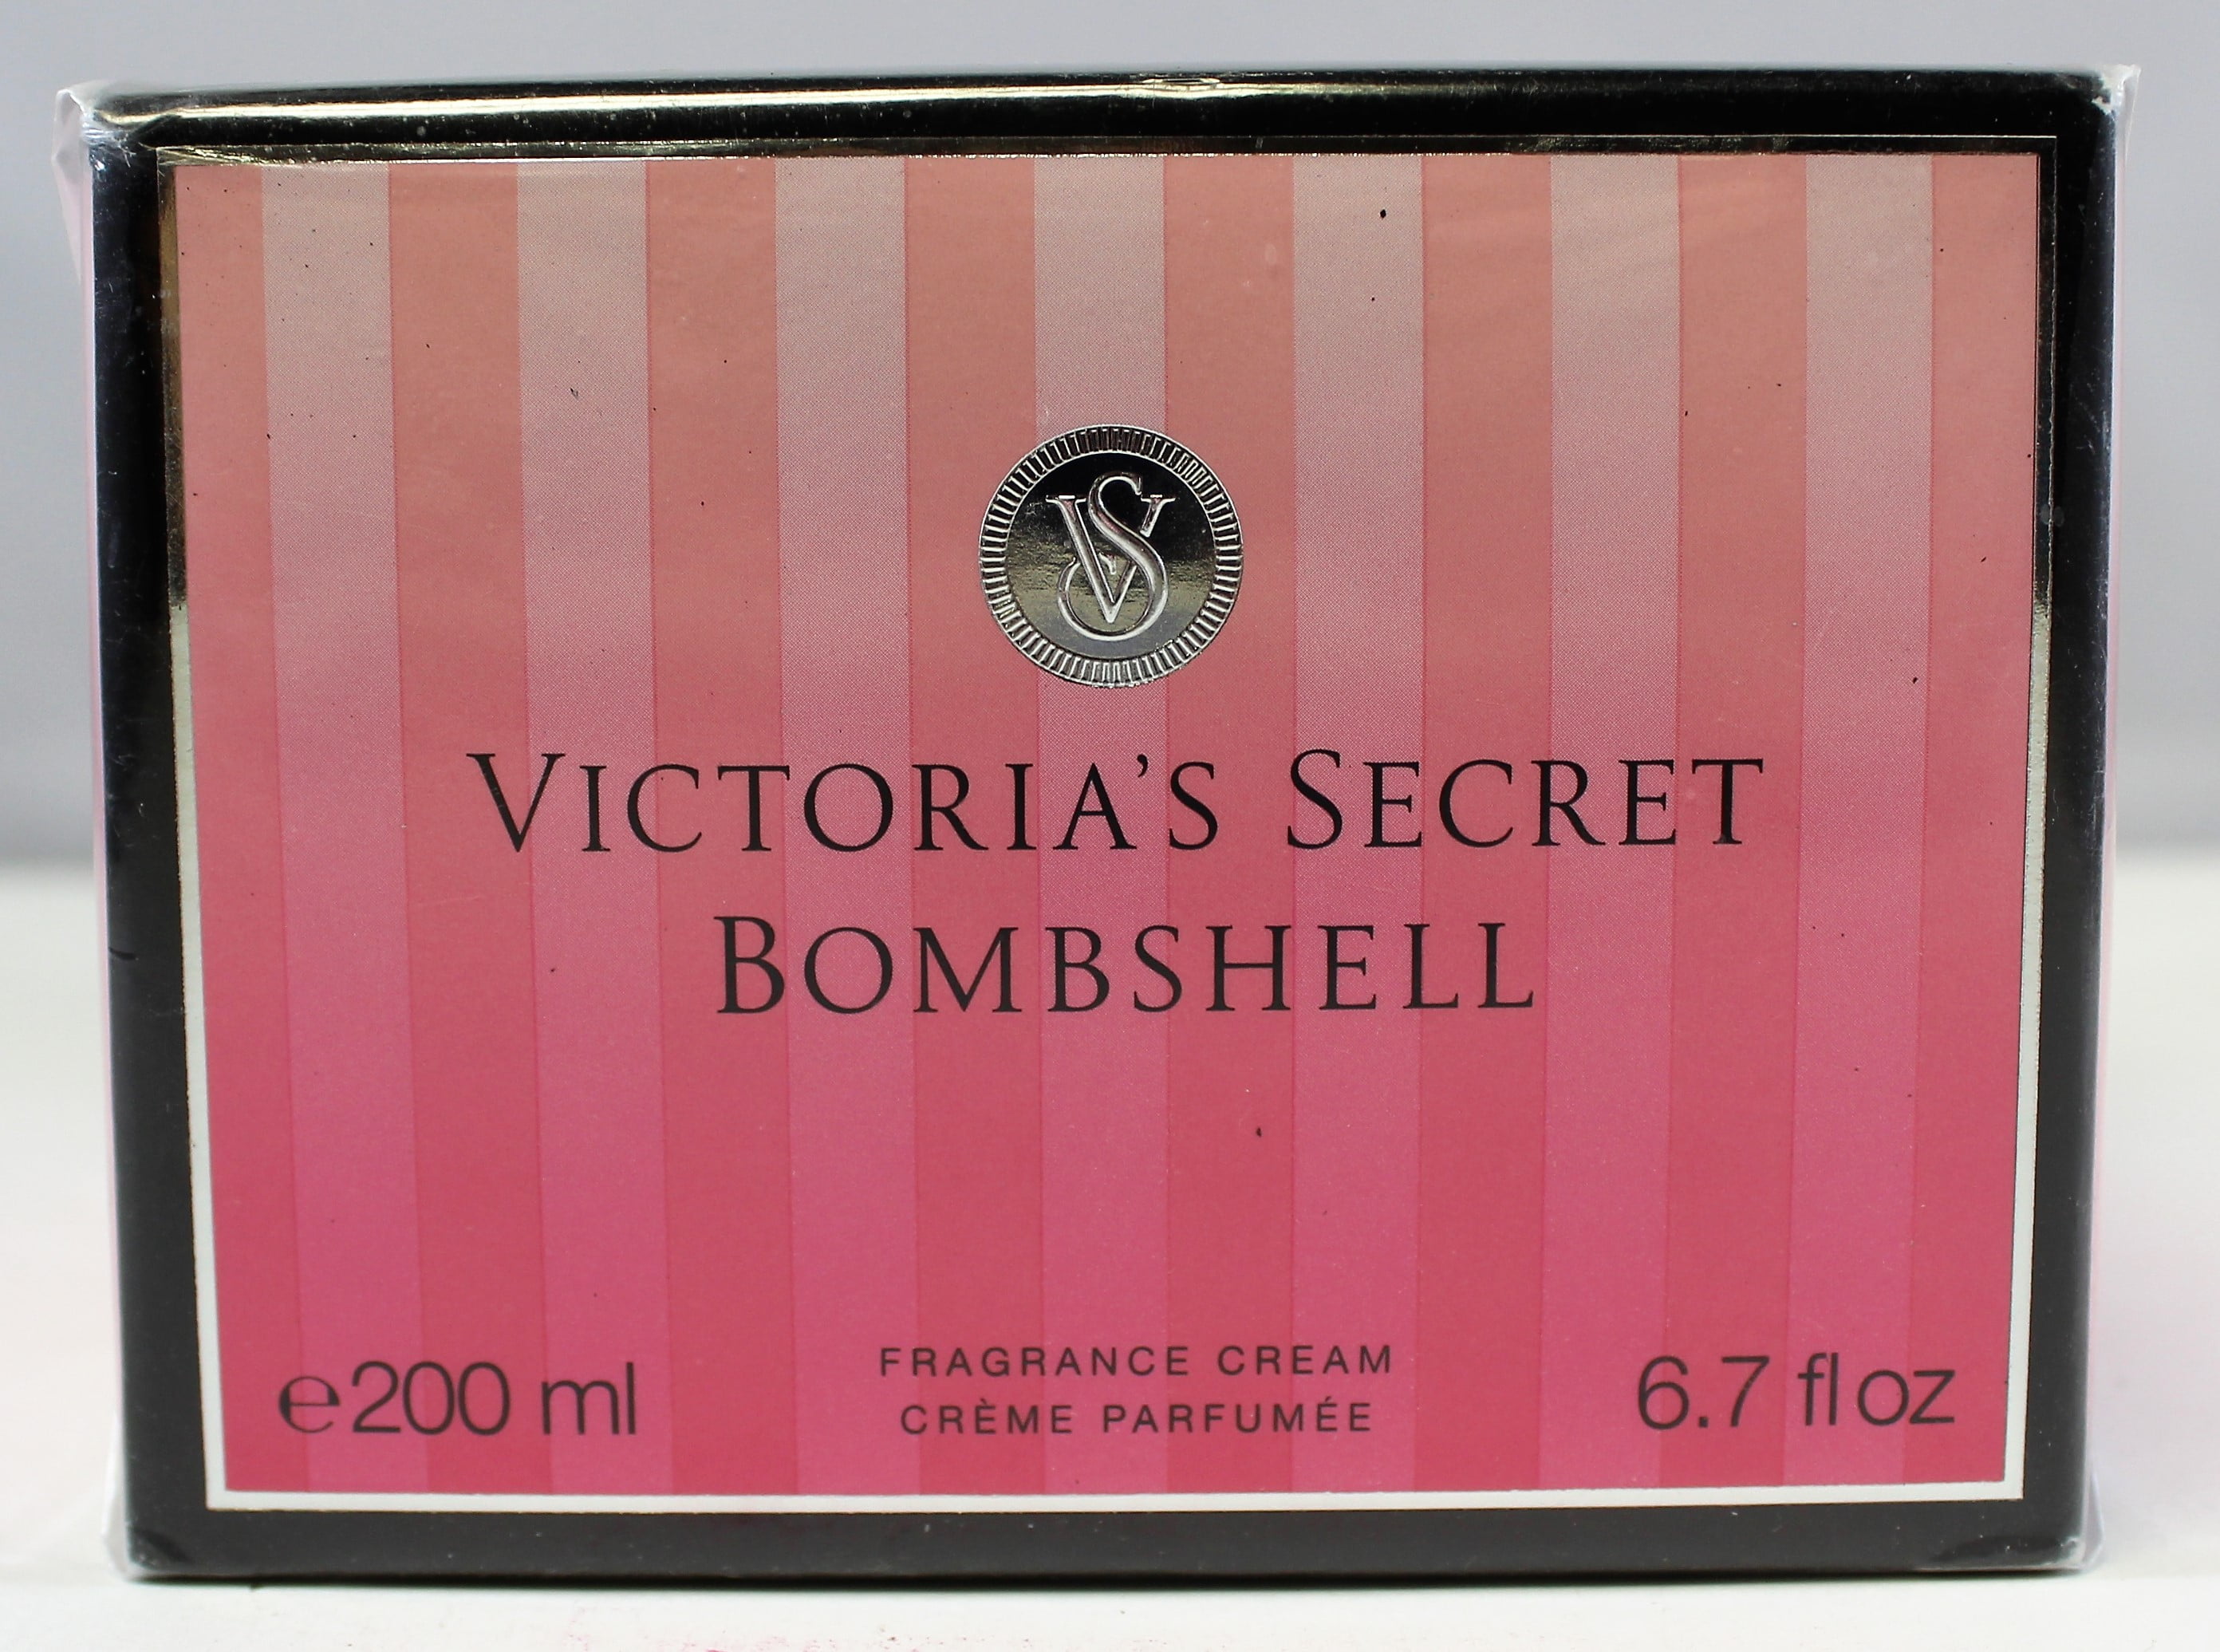 VS
VICTORIA'S SECRET
BOMBSHELL
FRAGRANCE CREAM
CRÈME PARFUMÉE
℮200 ml
6.7 fl oz